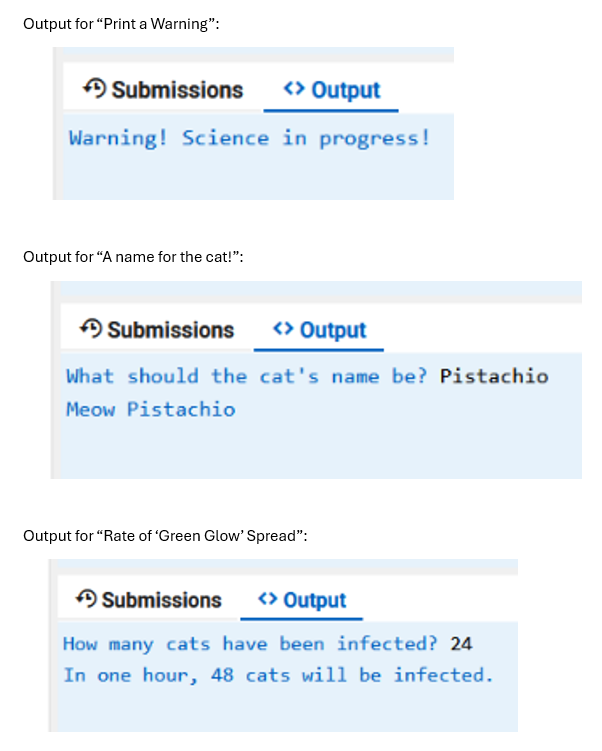 Output for “Print a Warning”:
Submissions <> Output
Warning! Science in progress!
Output for “A name for the cat!”:
Submissions <> Output
What should the cat's name be? Pistachio
Meow Pistachio
Output for “Rate of ‘Green Glow’ Spread”:
Submissions <> Output
How many cats have been infected? 24
In one hour, 48 cats will be infected.